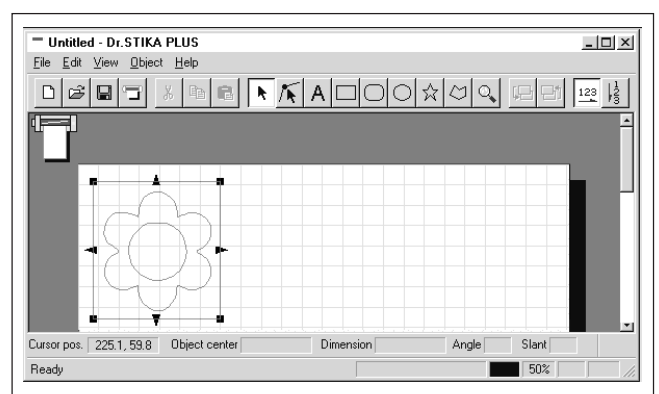 Untitled - Dr.STIKA PLUS
File Edit View Object Help
A 123 123
Cursor pos. 225.1, 59.8 Object center Dimension Angle Slant
Ready 50%